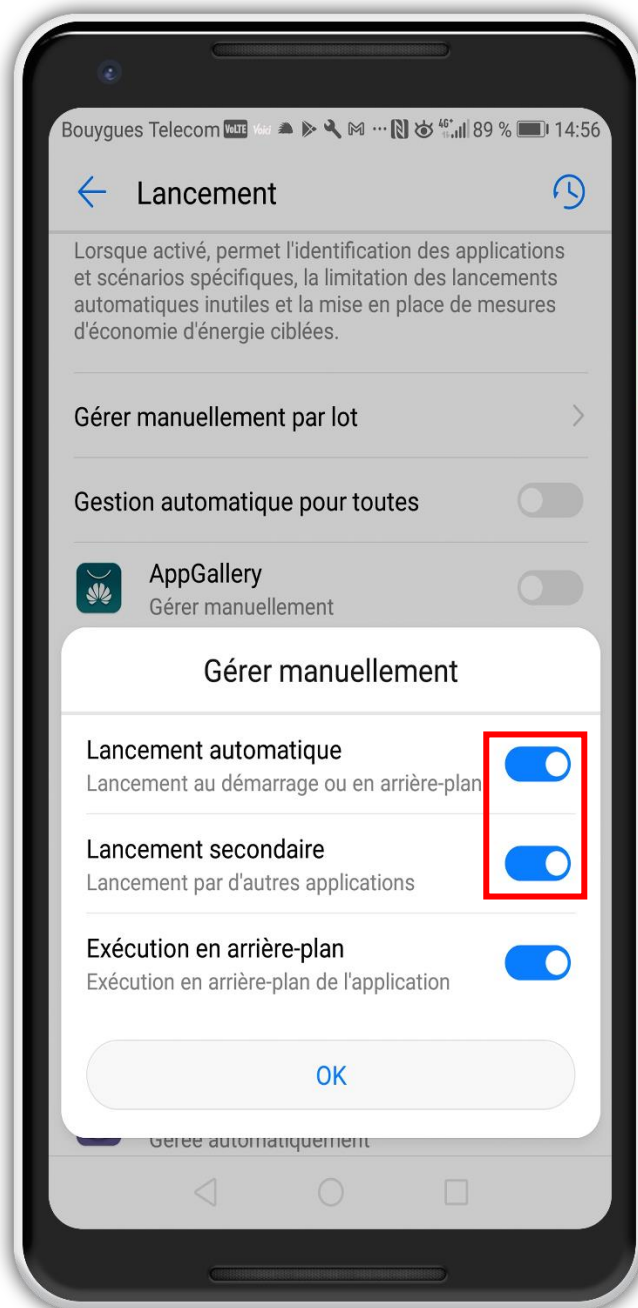 Bouygues Telecom VoLTE 4G+ 89 % 14:56
Lancement
Lorsque activé, permet l'identification des applications
et scénarios spécifiques, la limitation des lancements
automatiques inutiles et la mise en place de mesures
d'économie d'énergie ciblées.
Gérer manuellement par lot
Gestion automatique pour toutes
AppGallery
Gérer manuellement
Gérer manuellement
Lancement automatique
Lancement au démarrage ou en arrière-plan
Lancement secondaire
Lancement par d'autres applications
Exécution en arrière-plan
Exécution en arrière-plan de l'application
OK
Gérée automatiquement